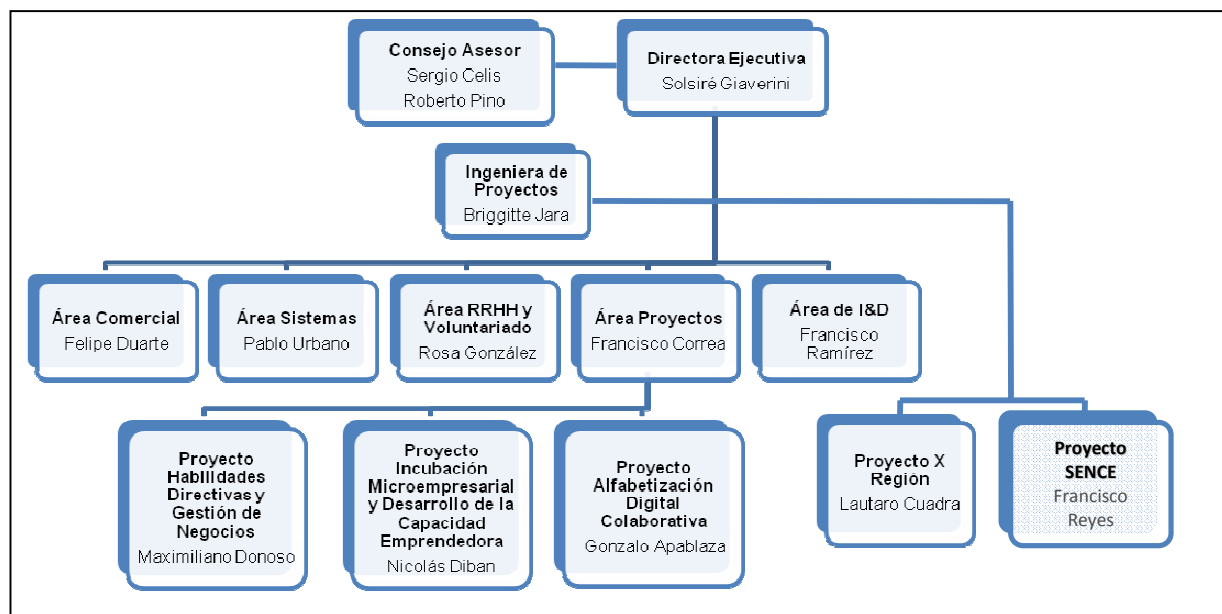 Consejo Asesor
Sergio Celis
Roberto Pino
Directora Ejecutiva
Solsiré Giaverini
Ingeniera de
Proyectos
Briggitte Jara
Área Comercial
Felipe Duarte
Área Sistemas
Pablo Urbano
Área RRHH y
Voluntariado
Rosa González
Área Proyectos
Francisco Correa
Área de I&D
Francisco
Ramírez
Proyecto
Habilidades
Directivas y
Gestión de
Negocios
Maximiliano Donoso
Proyecto
Incubación
Microempresarial
y Desarrollo de la
Capacidad
Emprendedora
Nicolás Diban
Proyecto
Alfabetización
Digital
Colaborativa
Gonzalo Apablaza
Proyecto X
Región
Lautaro Cuadra
Proyecto
SENCE
Francisco
Reyes